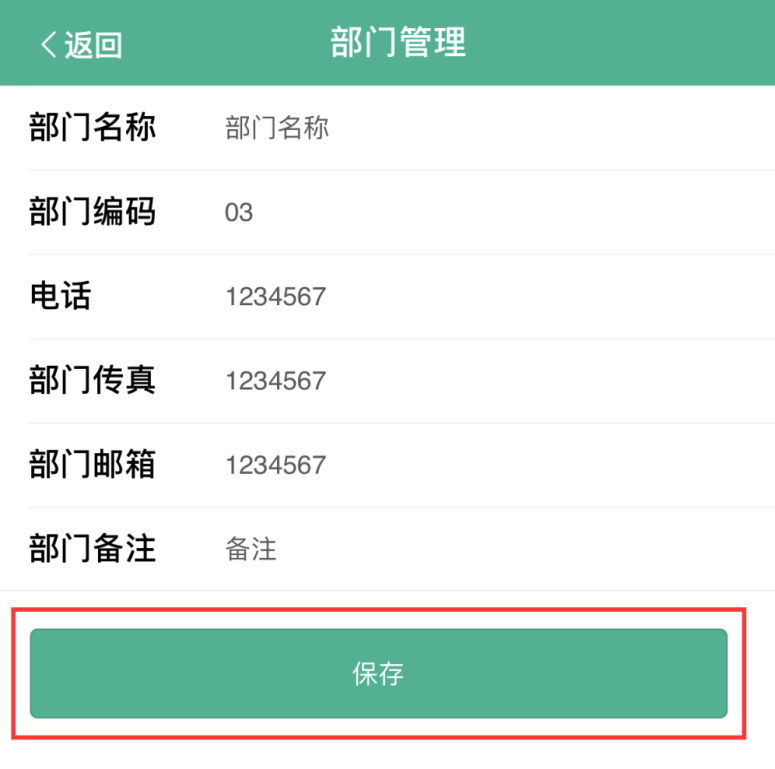 返回 部门管理
部门名称 部门名称
部门编码 03
电话 1234567
部门传真 1234567
部门邮箱 1234567
部门备注 备注
保存